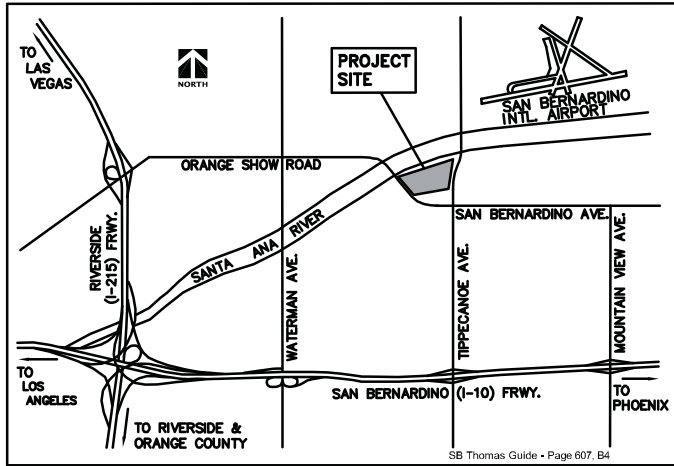 TO
LAS
VEGAS
NORTH
PROJECT
SITE
SAN BERNARDINO
INTL. AIRPORT
ORANGE SHOW ROAD
SAN BERNARDINO AVE.
RIVERSIDE
(I-215) FRWY.
SANTA ANA RIVER
WATERMAN AVE.
TIPPECANOE AVE.
MOUNTAIN VIEW AVE.
TO
LOS
ANGELES
SAN BERNARDINO (I-10) FRWY.
TO
PHOENIX
TO RIVERSIDE &
ORANGE COUNTY
SB Thomas Guide - Page 607, B4